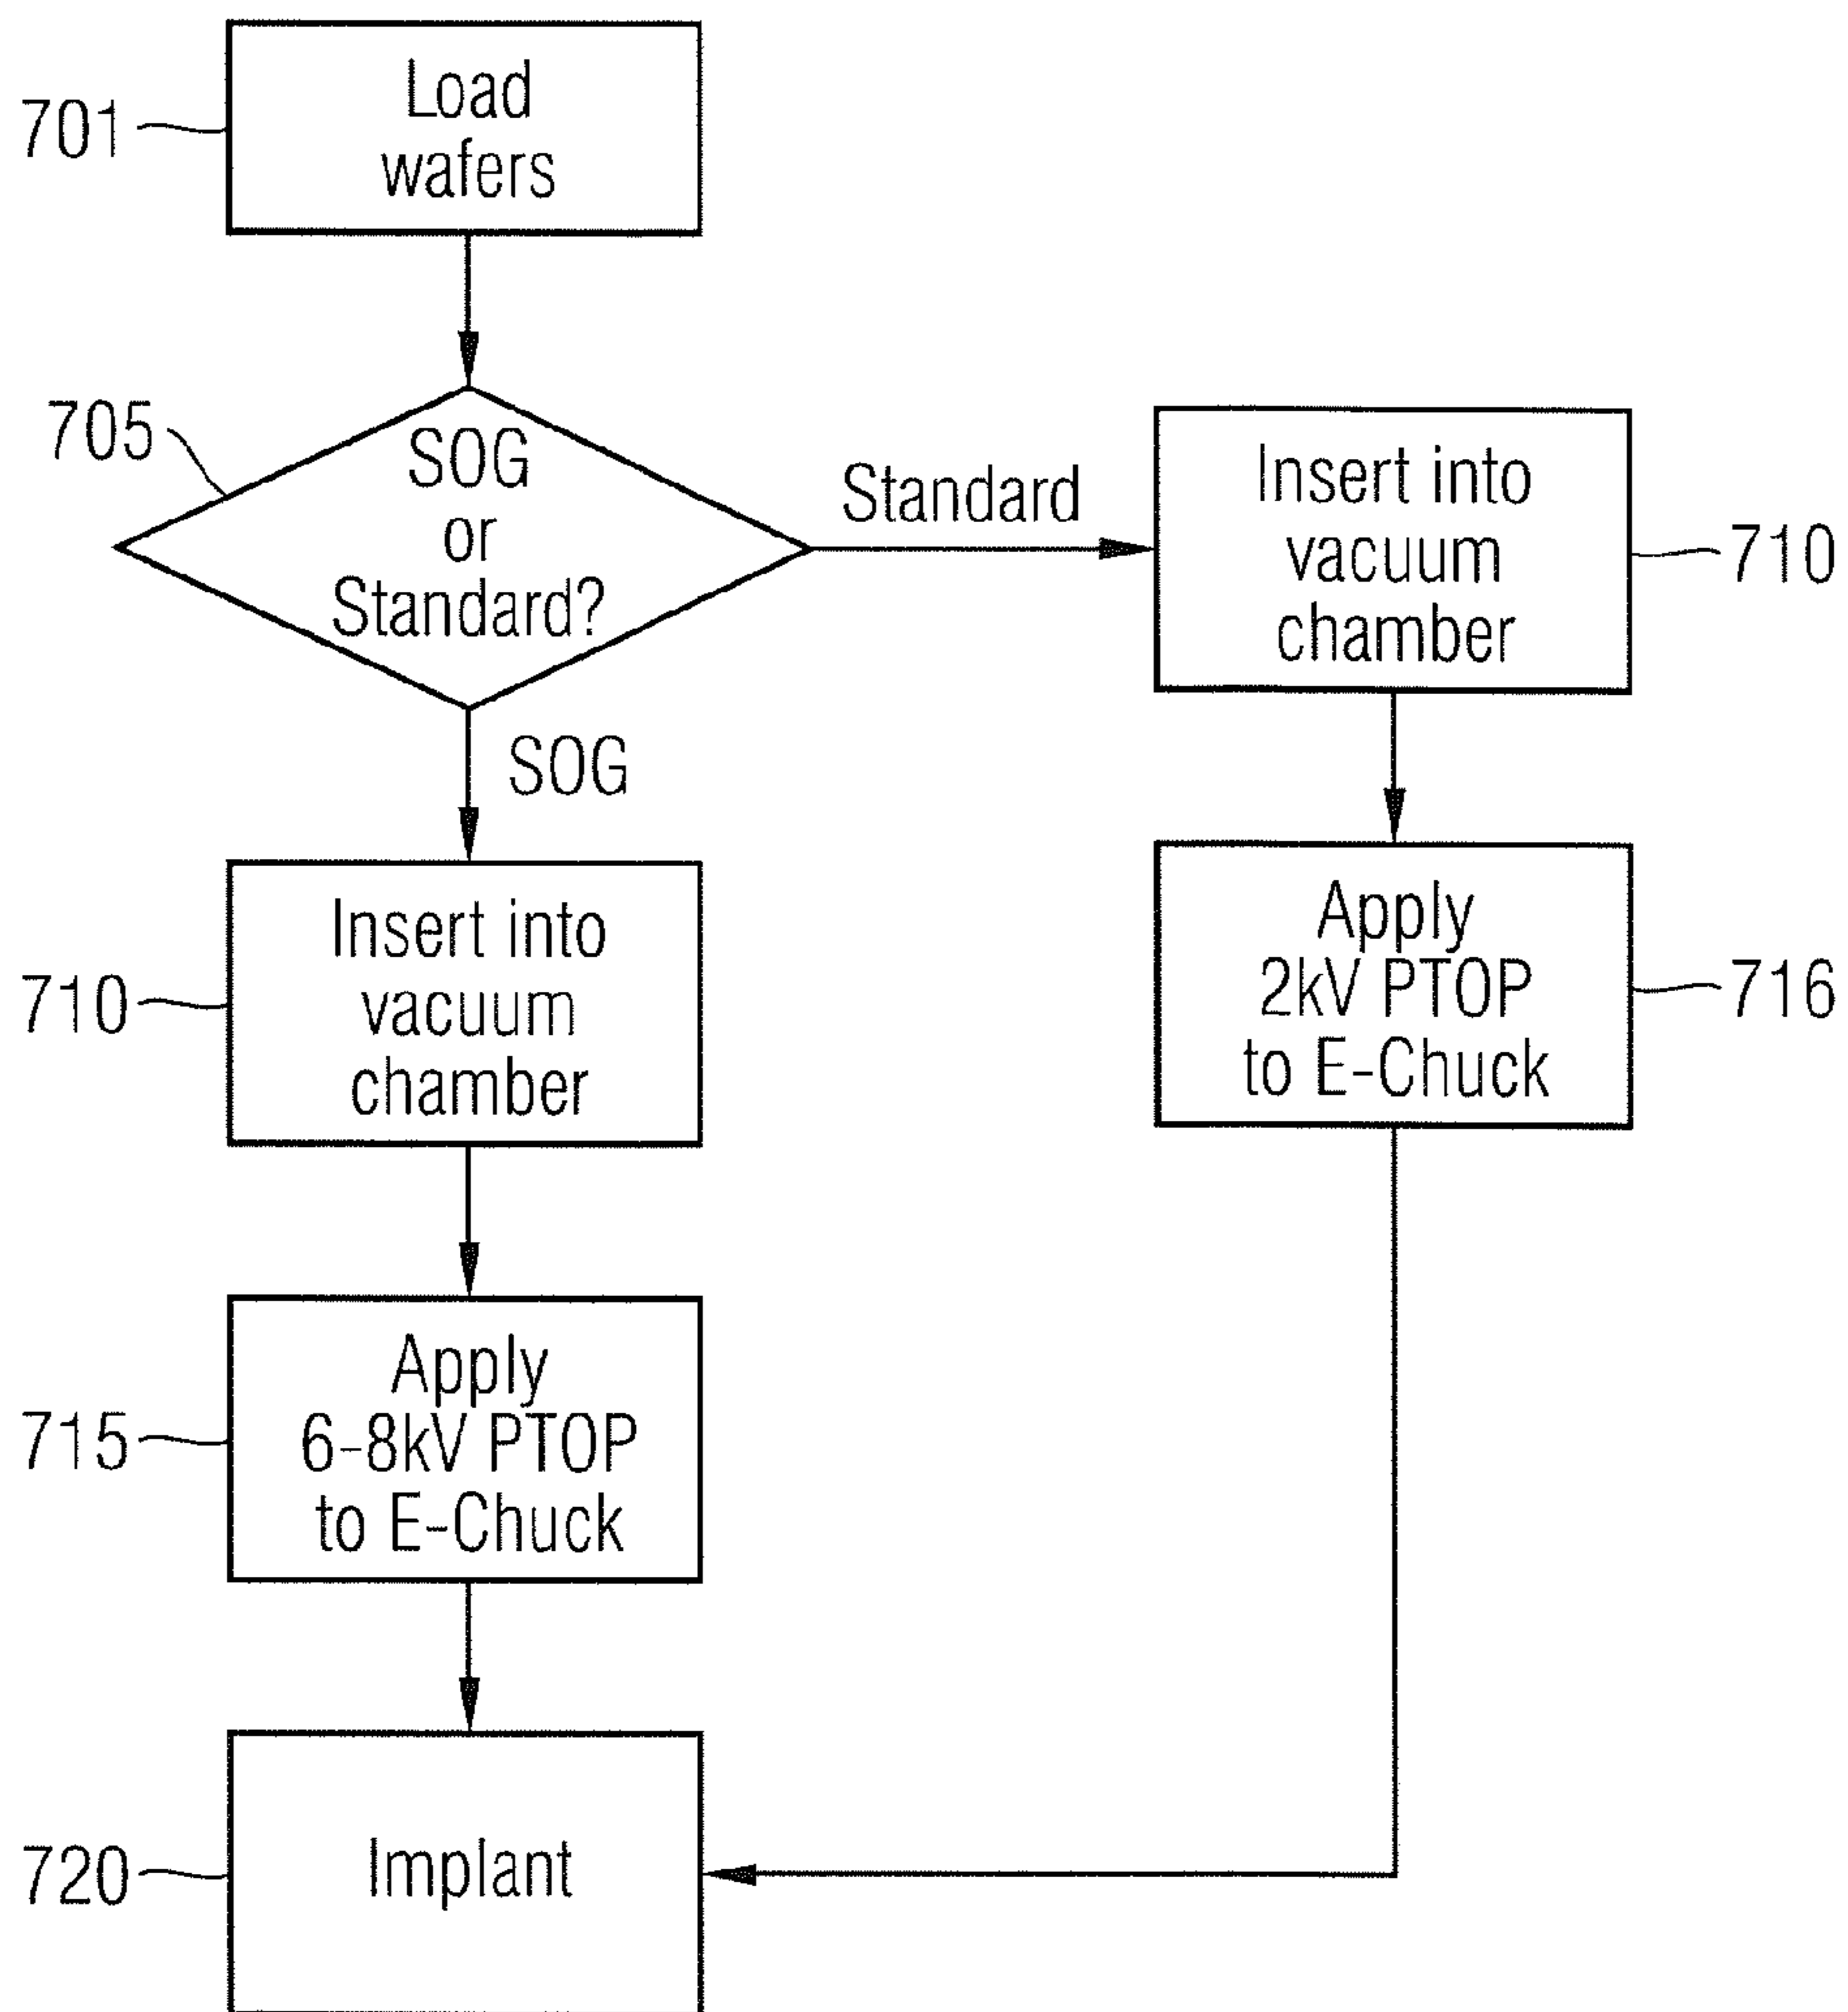 701
Load
wafers
705
SOG
or
Standard?
Standard
Insert into
vacuum
chamber
710
SOG
710
Insert into
vacuum
chamber
Apply
2kV PTOP
to E-Chuck
716
715
Apply
6-8kV PTOP
to E-Chuck
720
Implant